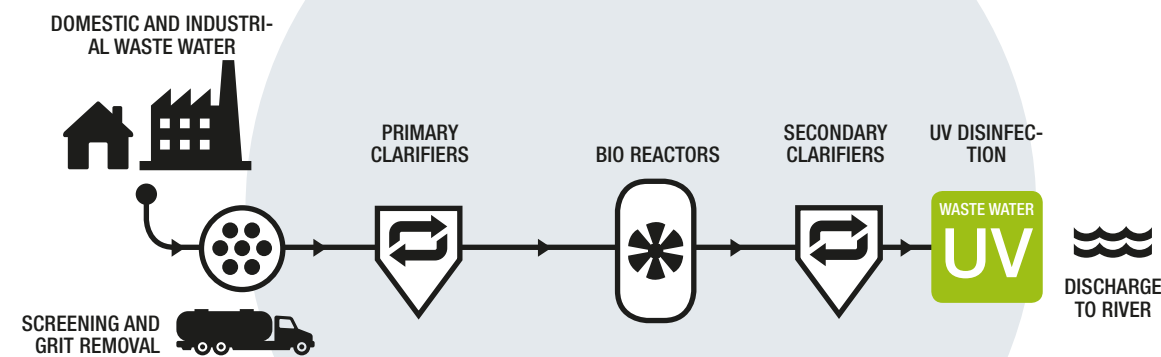 DOMESTIC AND INDUSTRI-
AL WASTE WATER
PRIMARY
CLARIFIERS
BIO REACTORS
SECONDARY
CLARIFIERS
UV DISINFEC-
TION
WASTE WATER
UV
DISCHARGE
TO RIVER
SCREENING AND
GRIT REMOVAL